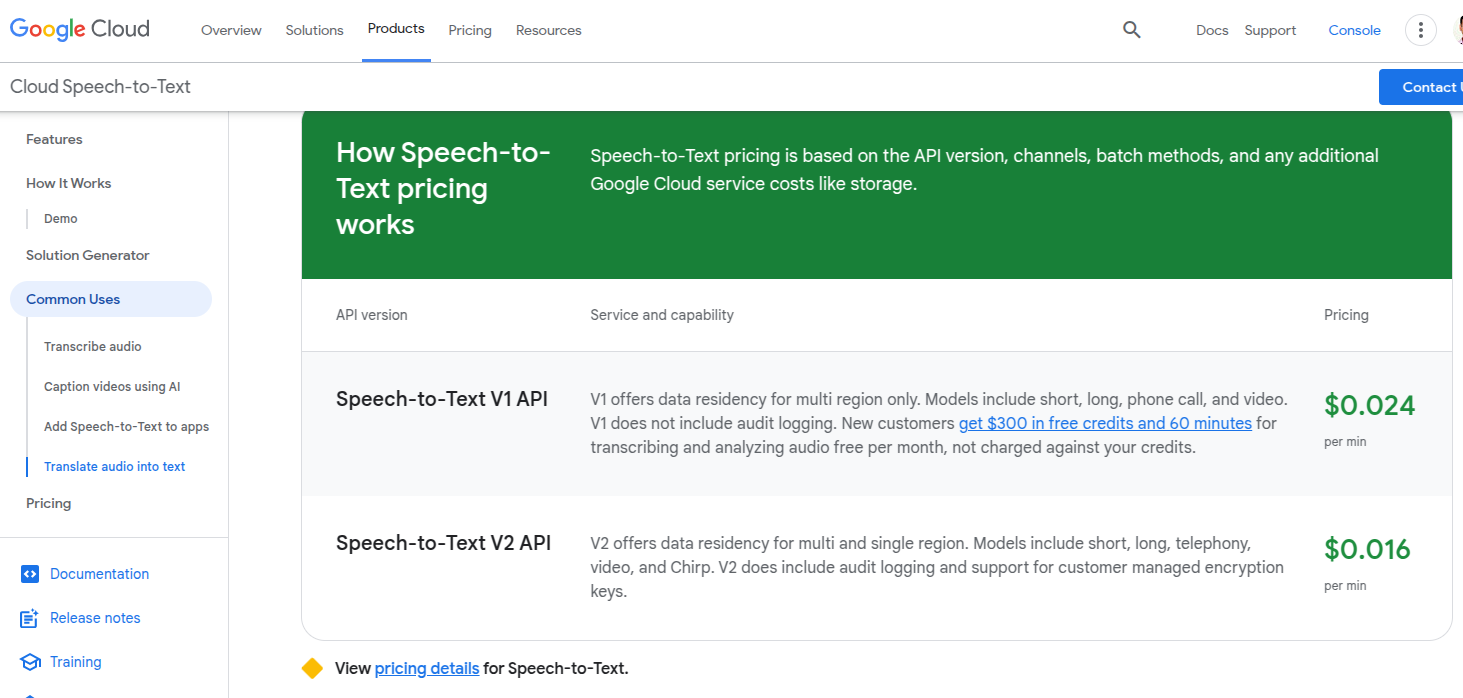 Google Cloud
Overview
Solutions
Products
Pricing
Resources
Docs
Support
Console
Cloud Speech-to-Text
Contact
Features
How It Works
Demo
Solution Generator
Common Uses
Transcribe audio
Caption videos using AI
Add Speech-to-Text to apps
Translate audio into text
Pricing
Documentation
Release notes
Training
How Speech-to-
Text pricing
works
Speech-to-Text pricing is based on the API version, channels, batch methods, and any additional
Google Cloud service costs like storage.
API version
Service and capability
Pricing
Speech-to-Text V1 API
V1 offers data residency for multi region only. Models include short, long, phone call, and video.
V1 does not include audit logging. New customers get $300 in free credits and 60 minutes for
transcribing and analyzing audio free per month, not charged against your credits.
$0.024
per min
Speech-to-Text V2 API
V2 offers data residency for multi and single region. Models include short, long, telephony,
video, and Chirp. V2 does include audit logging and support for customer managed encryption
keys.
$0.016
per min
View pricing details for Speech-to-Text.